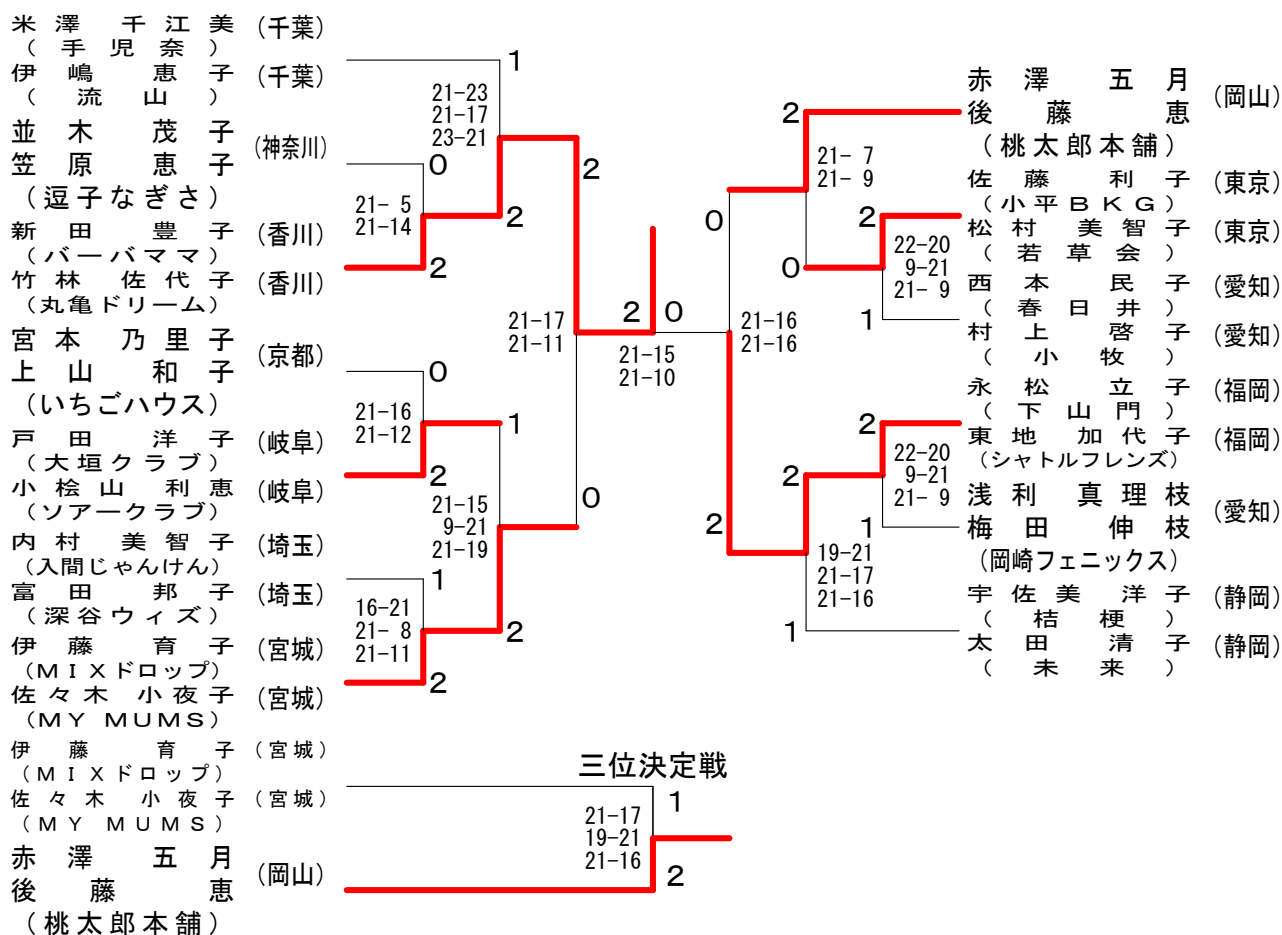 米澤 千江美 (千葉)
(手児奈)
伊嶋 恵子 (千葉)
(流山)
並木 茂子
笠原 恵子 (神奈川)
(逗子なぎさ)
新田 豊子 (香川)
(バーバママ)
竹林 佐代子 (香川)
(丸亀ドリーム)
宮本 乃里子
上山 和子 (京都)
(いちごハウス)
戸田 洋子 (岐阜)
(大垣クラブ)
小桧山 利恵 (岐阜)
(ソアークラブ)
内村 美智子 (埼玉)
(入間じゃんけん)
富田 邦子 (埼玉)
(深谷ウィズ)
伊藤 育子 (宮城)
(MIXドロップ)
佐々木 小夜子 (宮城)
(MY MUMS)
1
21-23
21-17
23-21
0
21- 5
21-14
2
2
2
21-17
21-11
0
21-16
21-12
2
1
21-15
9-21
21-19
0
1
16-21
21- 8
21-11
2
2
2
0
21-15
21-10
0
21-16
21-16
2
2
21- 7
21- 9
0
2
22-20
9-21
21- 9
1
2
2
22-20
9-21
21- 9
1
19-21
21-17
21-16
1
赤澤 五月
後藤 恵 (岡山)
(桃太郎本舗)
佐藤 利子 (東京)
(小平BKG)
松村 美智子 (東京)
(若草会)
西本 民子 (愛知)
(春日井)
村上 啓子 (愛知)
(小牧)
永松 立子 (福岡)
(下山門)
東地 加代子 (福岡)
(シャトルフレンズ)
浅利 真理枝
梅田 伸枝 (愛知)
(岡崎フェニックス)
宇佐美 洋子 (静岡)
(桔梗)
太田 清子 (静岡)
(未来)
三位決定戦
伊藤 育子 (宮城)
(MIXドロップ)
佐々木 小夜子 (宮城)
(MY MUMS)
赤澤 五月
後藤 恵 (岡山)
(桃太郎本舗)
1
21-17
19-21
21-16
2